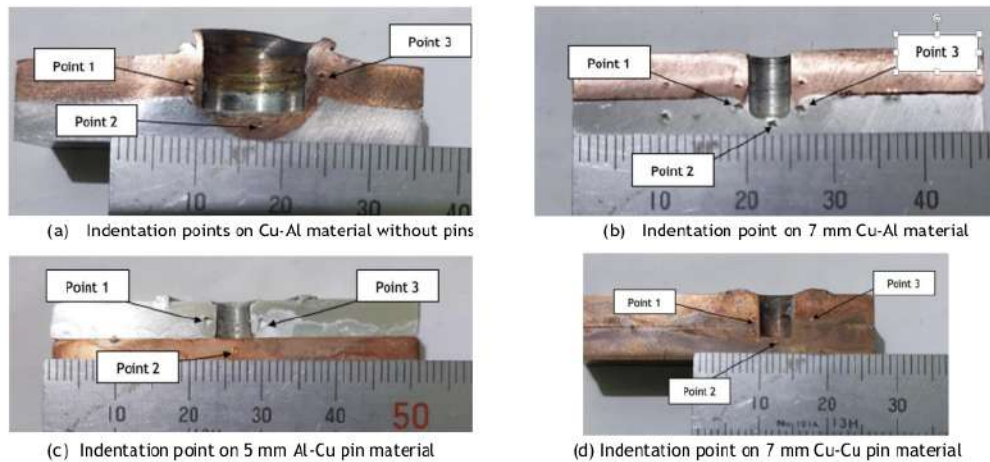 Point 3
Point 1
Point 2
10 20 30 40
(a) Indentation points on Cu-Al material without pins
Point 1
Point 3
Point 2
10 20 30 40
(b) Indentation point on 7 mm Cu-Al material
Point 1
Point 3
Point 2
10 20 30 40 50
(c) Indentation point on 5 mm Al-Cu pin material
Point 1
Point 3
Point 2
10 20 30
13H
(d) Indentation point on 7 mm Cu-Cu pin material